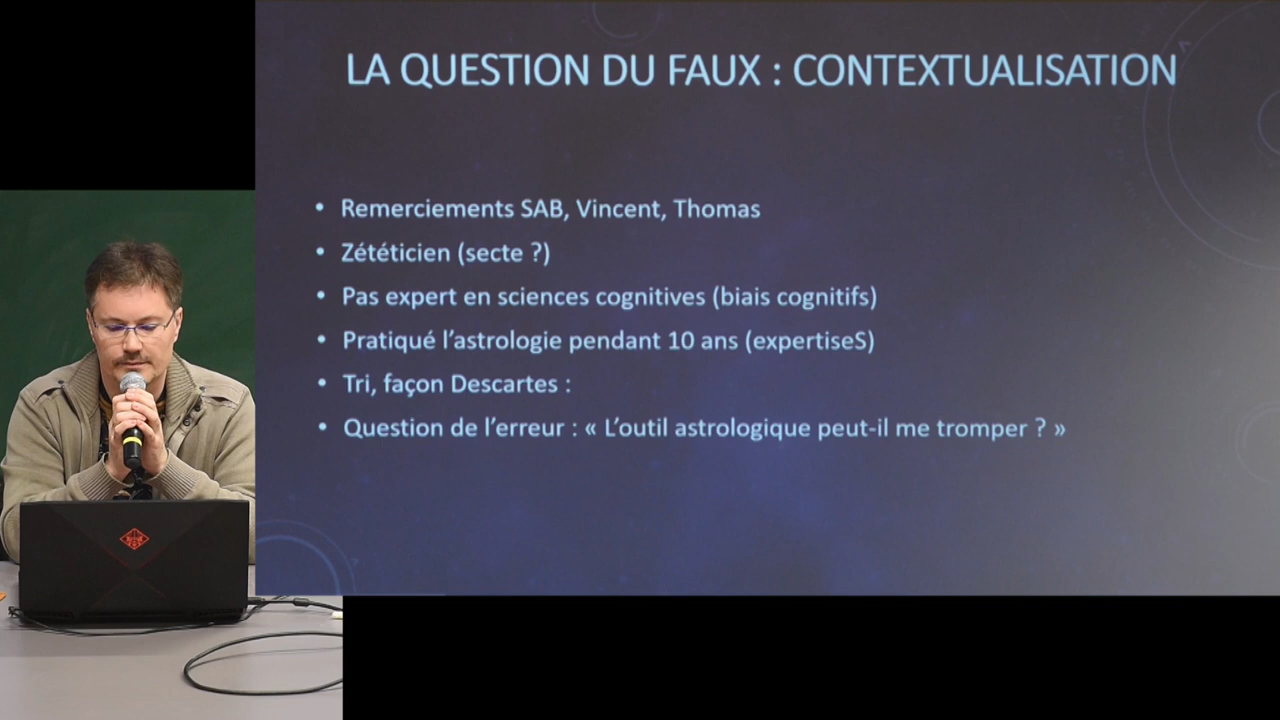 LA QUESTION DU FAUX : CONTEXTUALISATION
• Remerciements SAB, Vincent, Thomas
• Zététicien (secte ?)
• Pas expert en sciences cognitives (biais cognitifs)
• Pratiqué l’astrologie pendant 10 ans (expertiseS)
• Tri, façon Descartes :
• Question de l’erreur : « L’outil astrologique peut-il me tromper ? »